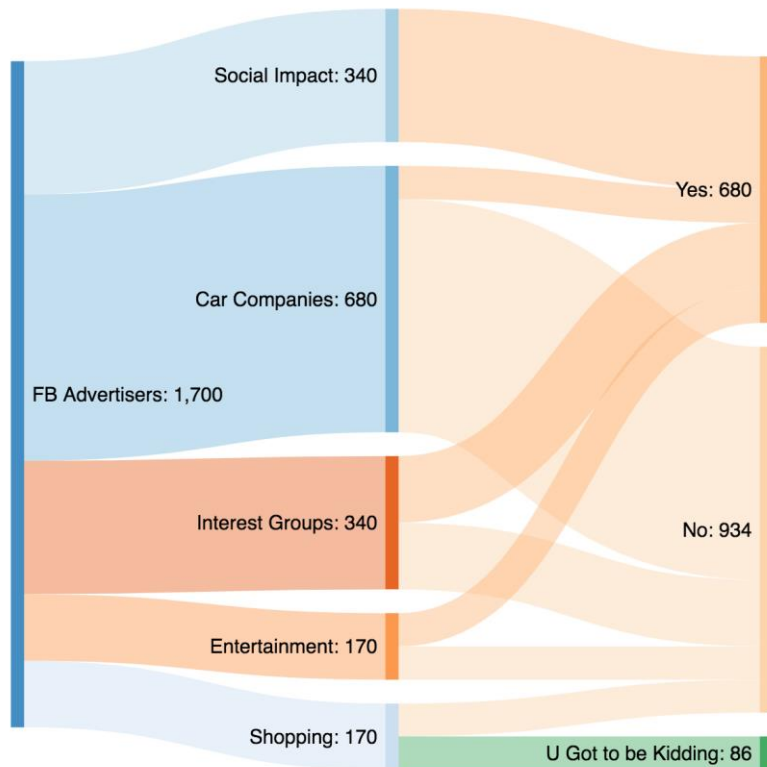 Social Impact: 340
Yes: 680
Car Companies: 680
FB Advertisers: 1,700
Interest Groups: 340
No: 934
Entertainment: 170
Shopping: 170
U Got to be Kidding: 86